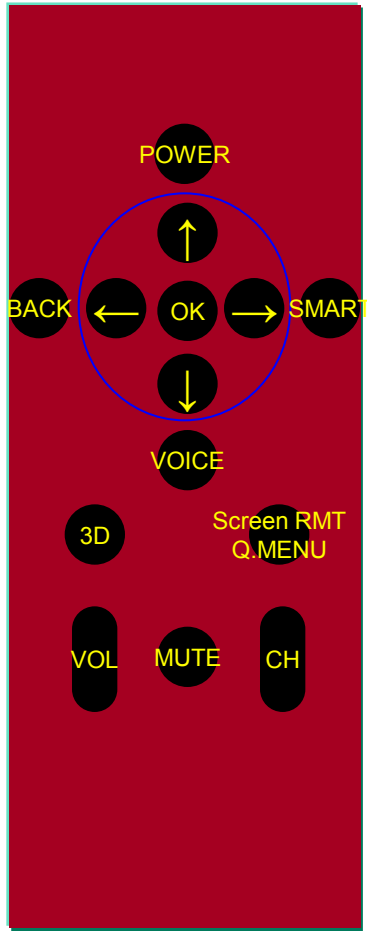 POWER
↑
BACK ← OK → SMART
↓
VOICE
3D
Screen RMT
Q.MENU
VOL MUTE CH